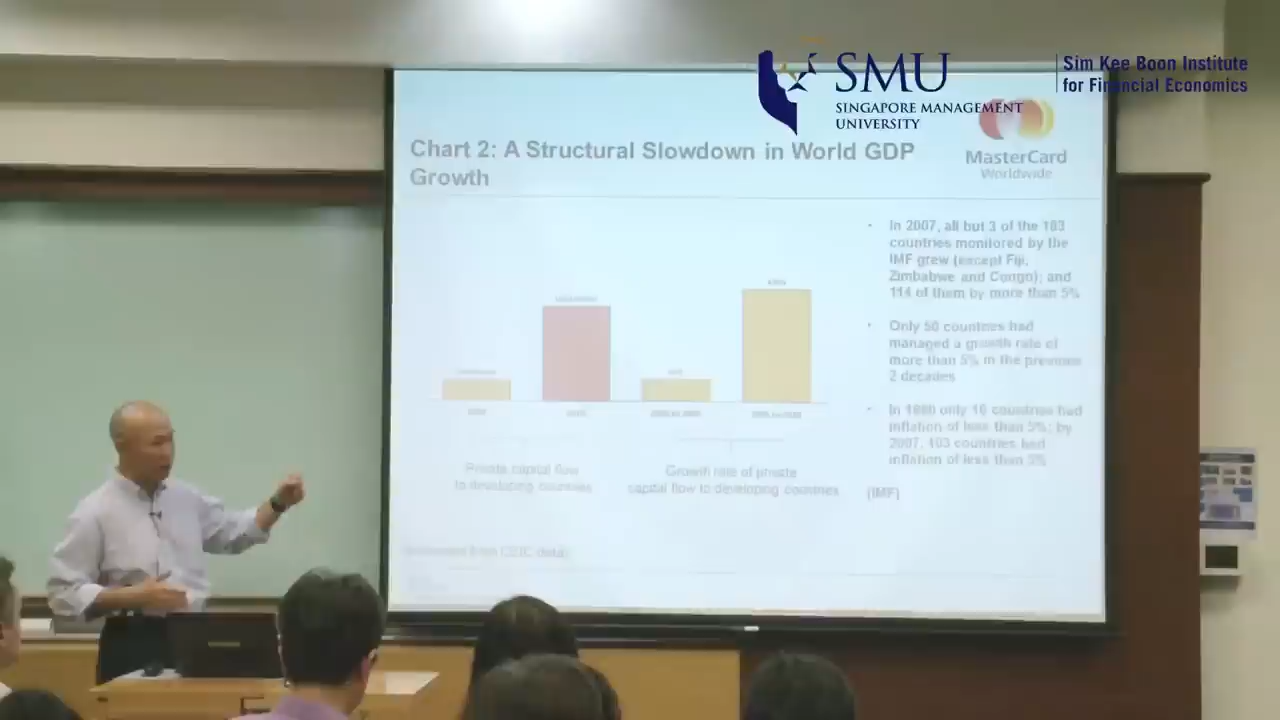 SMU
SINGAPORE MANAGEMENT
UNIVERSITY
Sim Kee Boon Institute
for Financial Economics
MasterCard
Worldwide
Chart 2: A Structural Slowdown in World GDP
Growth
• In 2007, all but 3 of the 183
countries monitored by the
IMF grew (except Fiji,
Zimbabwe and Congo); and
114 of them by more than 5%
• Only 50 countries had
managed a growth rate of
more than 5% in the previous
2 decades
• In 1980 only 16 countries had
inflation of less than 5%; by
2007, 103 countries had
inflation of less than 5%
(IMF)
Private capital flow
to developing countries
Growth rate of private
capital flow to developing countries
from CEIC data)